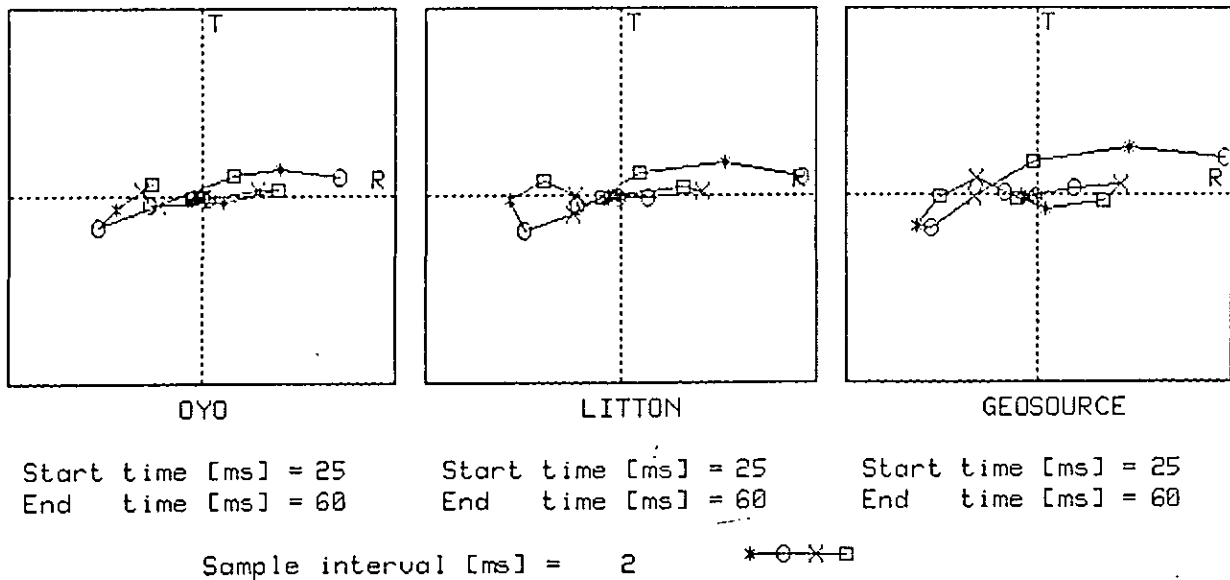 T T T
R R R
OYO LITTON GEOSOURCE
Start time [ms] = 25 Start time [ms] = 25 Start time [ms] = 25
End time [ms] = 60 End time [ms] = 60 End time [ms] = 60
Sample interval [ms] = 2